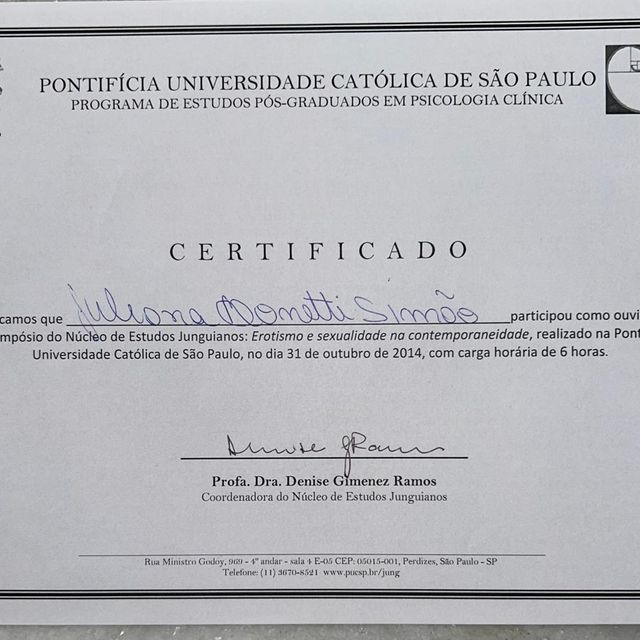 PONTIFÍCIA UNIVERSIDADE CATÓLICA DE SÃO PAULO
PROGRAMA DE ESTUDOS PÓS-GRADUADOS EM PSICOLOGIA CLÍNICA
CERTIFICADO
camos que Juliana Monetti Simão participou como ouvi
mpósio do Núcleo de Estudos Junguianos: Erotismo e sexualidade na contemporaneidade, realizado na Pont
Universidade Católica de São Paulo, no dia 31 de outubro de 2014, com carga horária de 6 horas.
Denise GRamos
Profa. Dra. Denise Gimenez Ramos
Coordenadora do Núcleo de Estudos Junguianos
Rua Ministro Godoy, 969 - 4º andar - sala 4 E-05 CEP: 05015-001, Perdizes, São Paulo - SP
Telefone: (11) 3670-8521 www.pucsp.br/jung